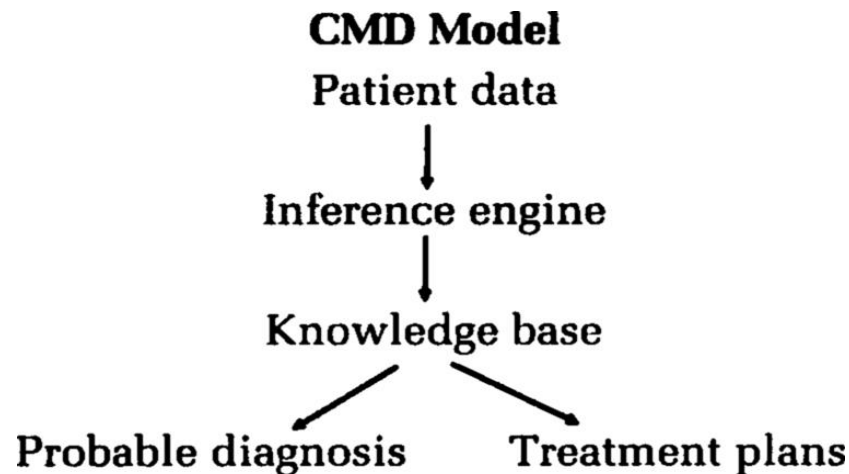 CMD Model
Patient data
Inference engine
Knowledge base
Probable diagnosis
Treatment plans